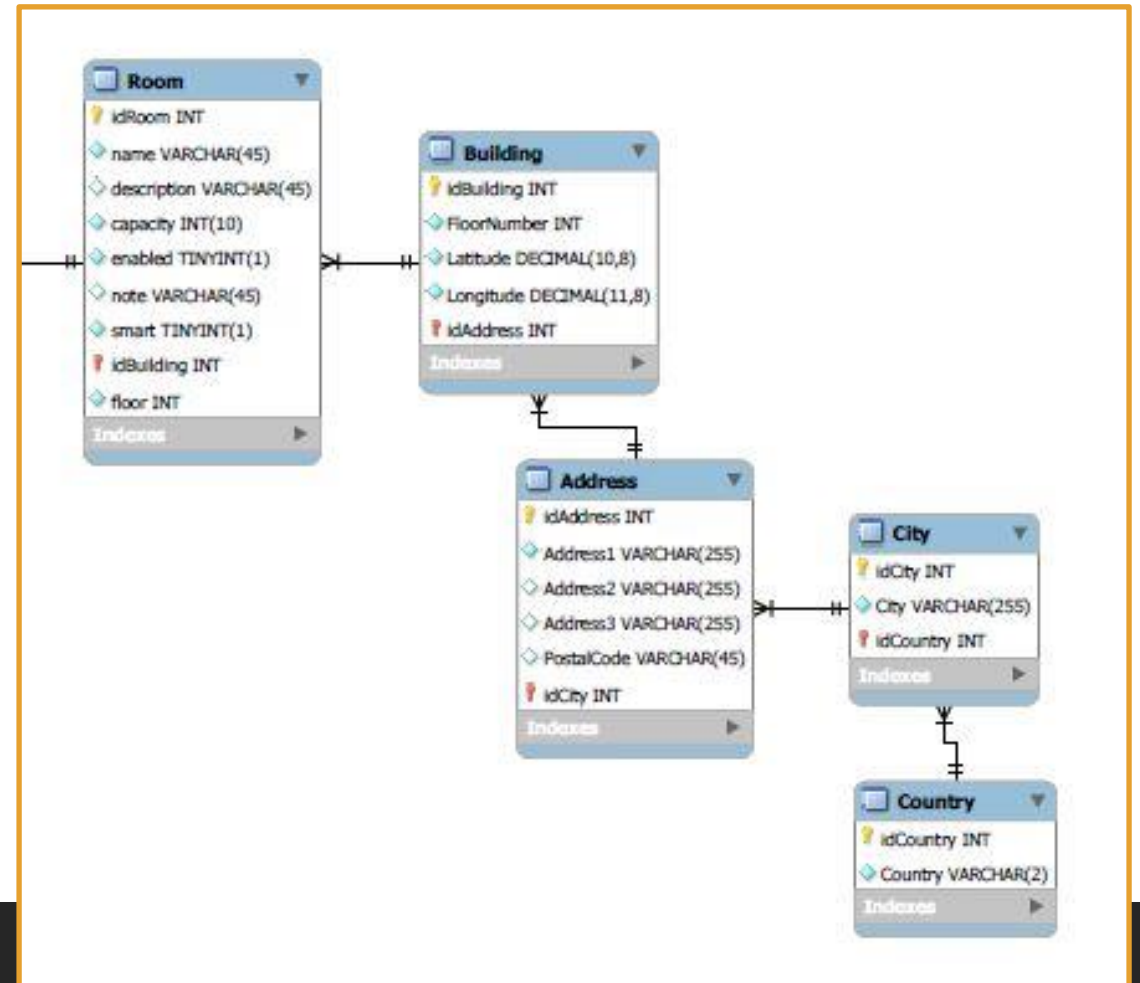 Room
idRoom INT
name VARCHAR(45)
description VARCHAR(45)
capacity INT(10)
enabled TINYINT(1)
note VARCHAR(45)
smart TINYINT(1)
idBuilding INT
floor INT
Indexes
Building
idBuilding INT
FloorNumber INT
Latitude DECIMAL(10,8)
Longitude DECIMAL(11,8)
idAddress INT
Indexes
Address
idAddress INT
Address1 VARCHAR(255)
Address2 VARCHAR(255)
Address3 VARCHAR(255)
PostalCode VARCHAR(45)
idCity INT
Indexes
City
idCity INT
City VARCHAR(255)
idCountry INT
Indexes
Country
idCountry INT
Country VARCHAR(2)
Indexes